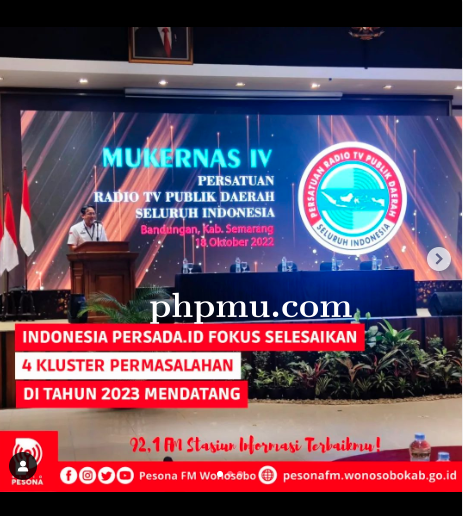 MUKERNAS IV
PERSATUAN
RADIO TV PUBLIK DAERAH
SELURUH INDONESIA
Bandungan, Kab. Semarang
18 Oktober 2022
PERSATUAN RADIO TV PUBLIK DAERAH
SELURUH INDONESIA
phpmu.com
INDONESIA PERSADA.ID FOKUS SELESAIKAN
4 KLUSTER PERMASALAHAN
DI TAHUN 2023 MENDATANG
92,1 FM Stasiun Informasi Terbaikmu!
PESONA
Pesona FM Wonosobo
pesonafm.wonosobokab.go.id